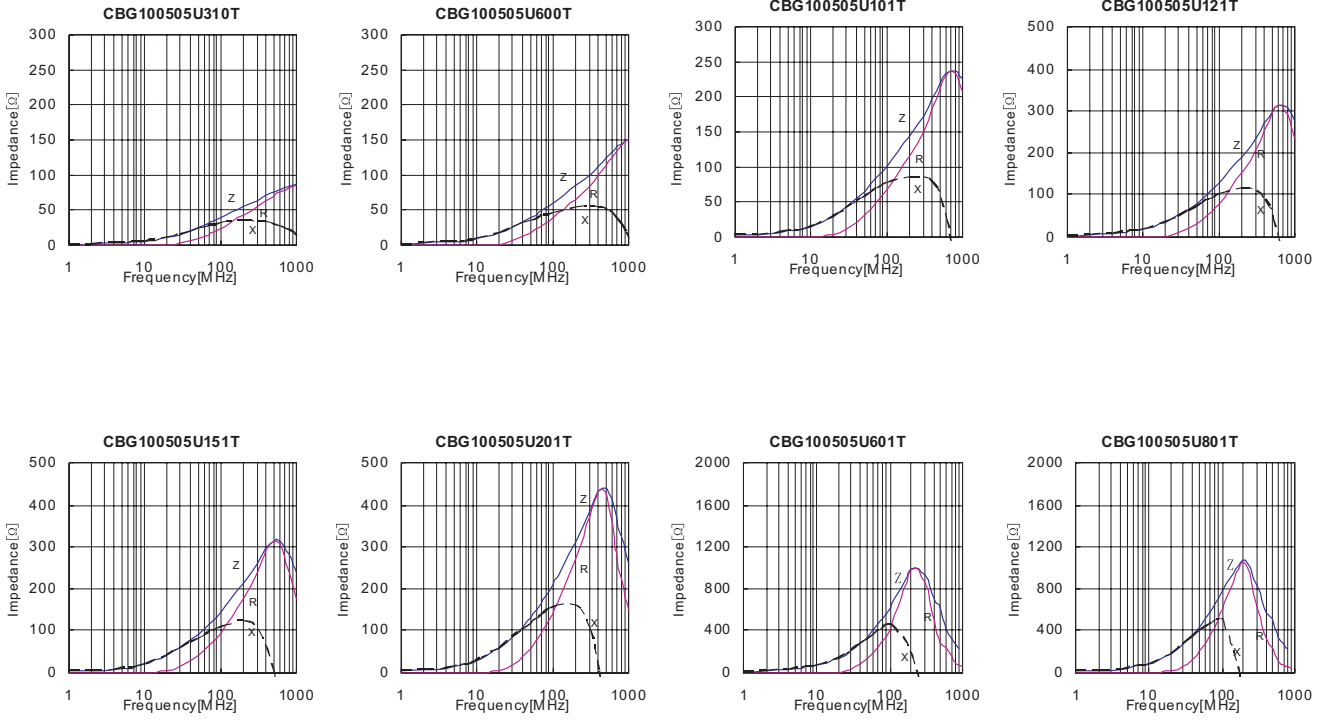 CBG100505U310T
300
250
200
150
100
50
0
Impedance[Ω]
Z
R
X
1 10 100 1000
Frequency[MHz]
CBG100505U600T
300
250
200
150
100
50
0
Impedance[Ω]
Z
R
X
1 10 100 1000
Frequency[MHz]
CBG100505U101T
300
250
200
150
100
50
0
Impedance[Ω]
Z
R
X
1 10 100 1000
Frequency[MHz]
CBG100505U121T
500
400
300
200
100
0
Impedance[Ω]
Z
R
X
1 10 100 1000
Frequency[MHz]
CBG100505U151T
500
400
300
200
100
0
Impedance[Ω]
Z
R
X
1 10 100 1000
Frequency[MHz]
CBG100505U201T
500
400
300
200
100
0
Impedance[Ω]
Z
R
X
1 10 100 1000
Frequency[MHz]
CBG100505U601T
2000
1600
1200
800
400
0
Impedance[Ω]
Z
R
X
1 10 100 1000
Frequency[MHz]
CBG100505U801T
2000
1600
1200
800
400
0
Impedance[Ω]
Z
R
X
1 10 100 1000
Frequency[MHz]